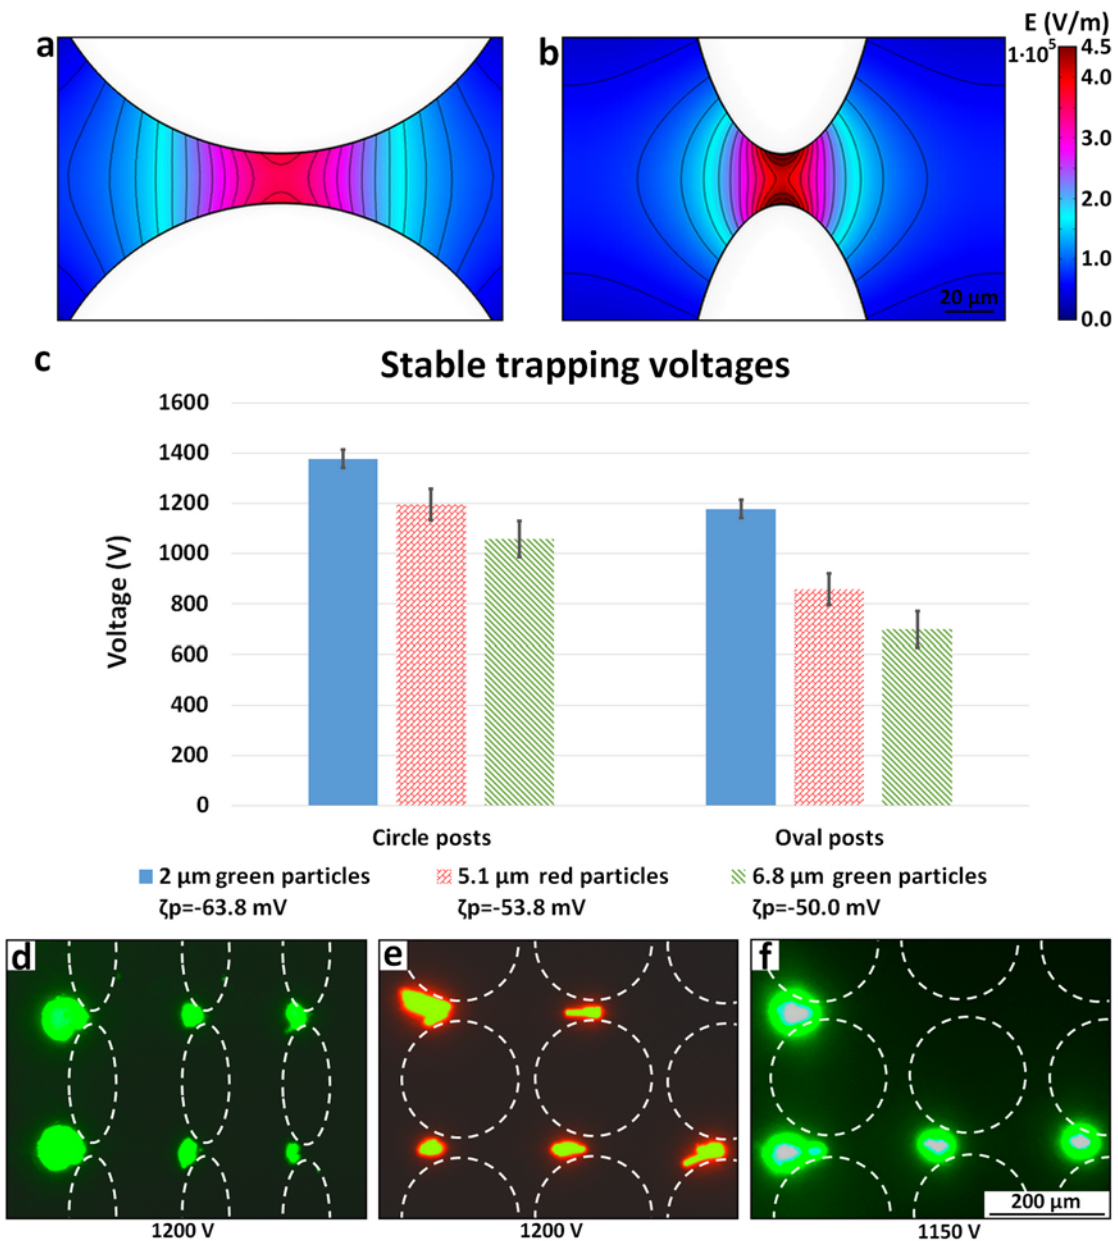 a
b
E (V/m)
1·10⁵
4.5
4.0
3.0
2.0
1.0
0.0
20 µm
c
Stable trapping voltages
1600
1400
1200
1000
800
600
400
200
0
Voltage (V)
Circle posts
Oval posts
2 µm green particles
ζp=-63.8 mV
5.1 µm red particles
ζp=-53.8 mV
6.8 µm green particles
ζp=-50.0 mV
d
e
f
200 µm
1200 V
1200 V
1150 V